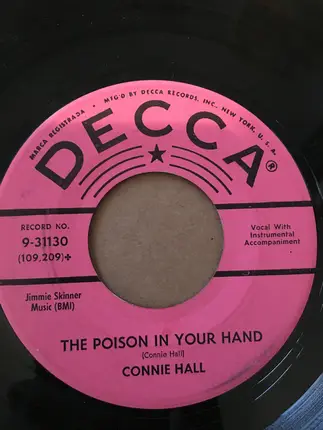 MARCA REGISTRADA • MFG'D BY DECCA RECORDS, INC., NEW YORK, U.S.A.
DECCA®
RECORD NO.
9-31130
(109,209)+
Vocal With
Instrumental
Accompaniment
Jimmie Skinner
Music (BMI)
THE POISON IN YOUR HAND
(Connie Hall)
CONNIE HALL